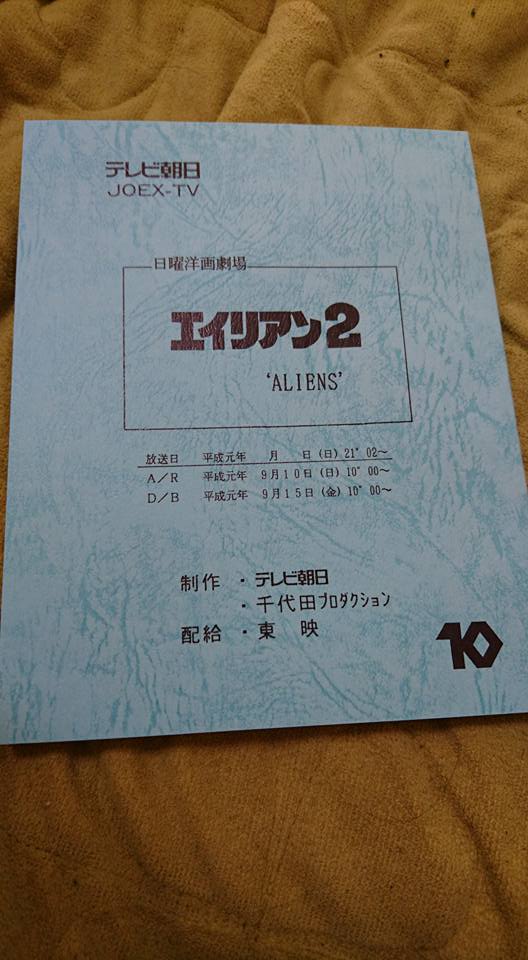 テレビ朝日
JOEX-TV
日曜洋画劇場
エイリアン2
‘ALIENS’
放送日 平成元年 月 日(日)21°02～
A/R 平成元年 9月10日(日)10°00～
D/B 平成元年 9月15日(金)10°00～
制作・テレビ朝日
・千代田プロダクション
配給・東映
10